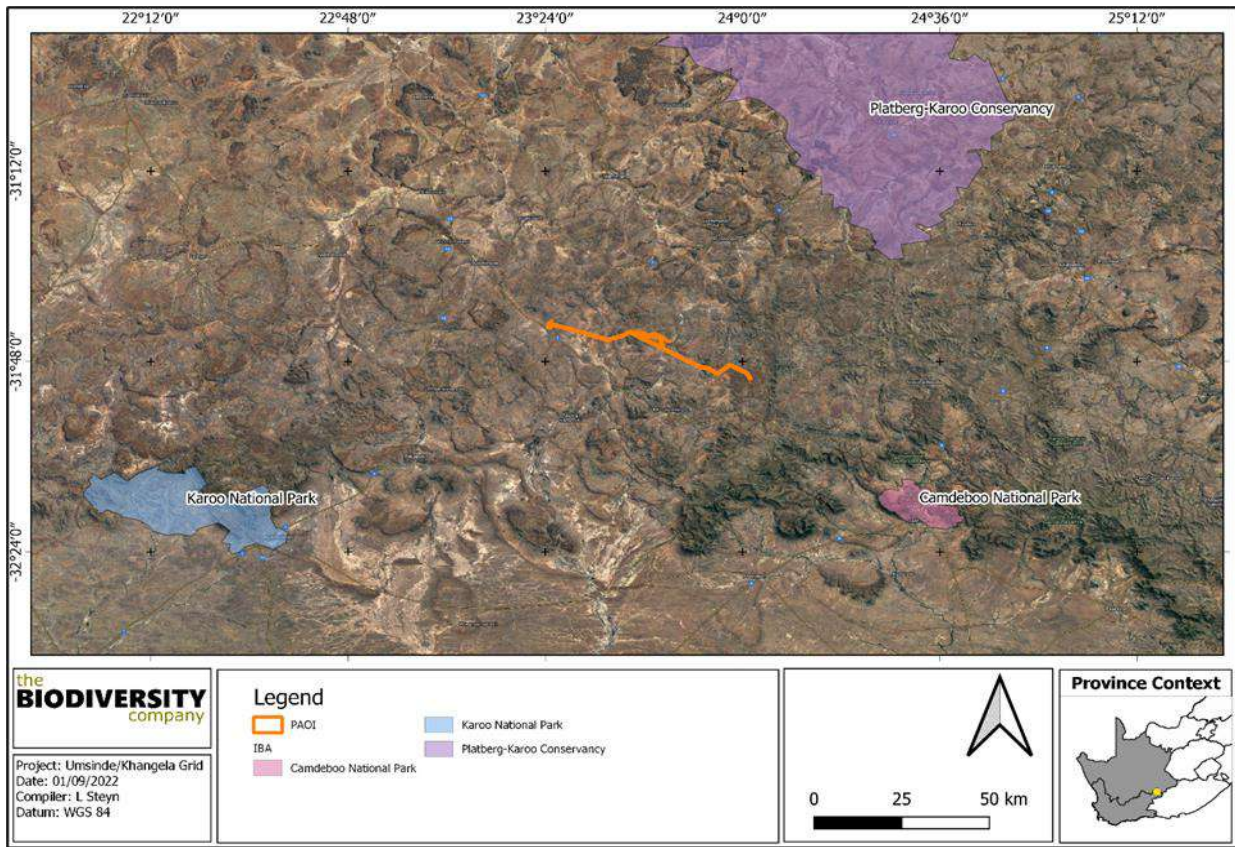 22°12′0″ 22°48′0″ 23°24′0″ 24°0′0″ 24°36′0″ 25°12′0″
Platberg-Karoo Conservancy
-31°12′0″
-31°48′0″
Karoo National Park
Camdeboo National Park
-32°24′0″
the
BIODIVERSITY
company
Project: Umsinde/Khangela Grid
Date: 01/09/2022
Compiler: L Steyn
Datum: WGS 84
Legend
PAOI
IBA
Camdeboo National Park
Karoo National Park
Platberg-Karoo Conservancy
0 25 50 km
Province Context